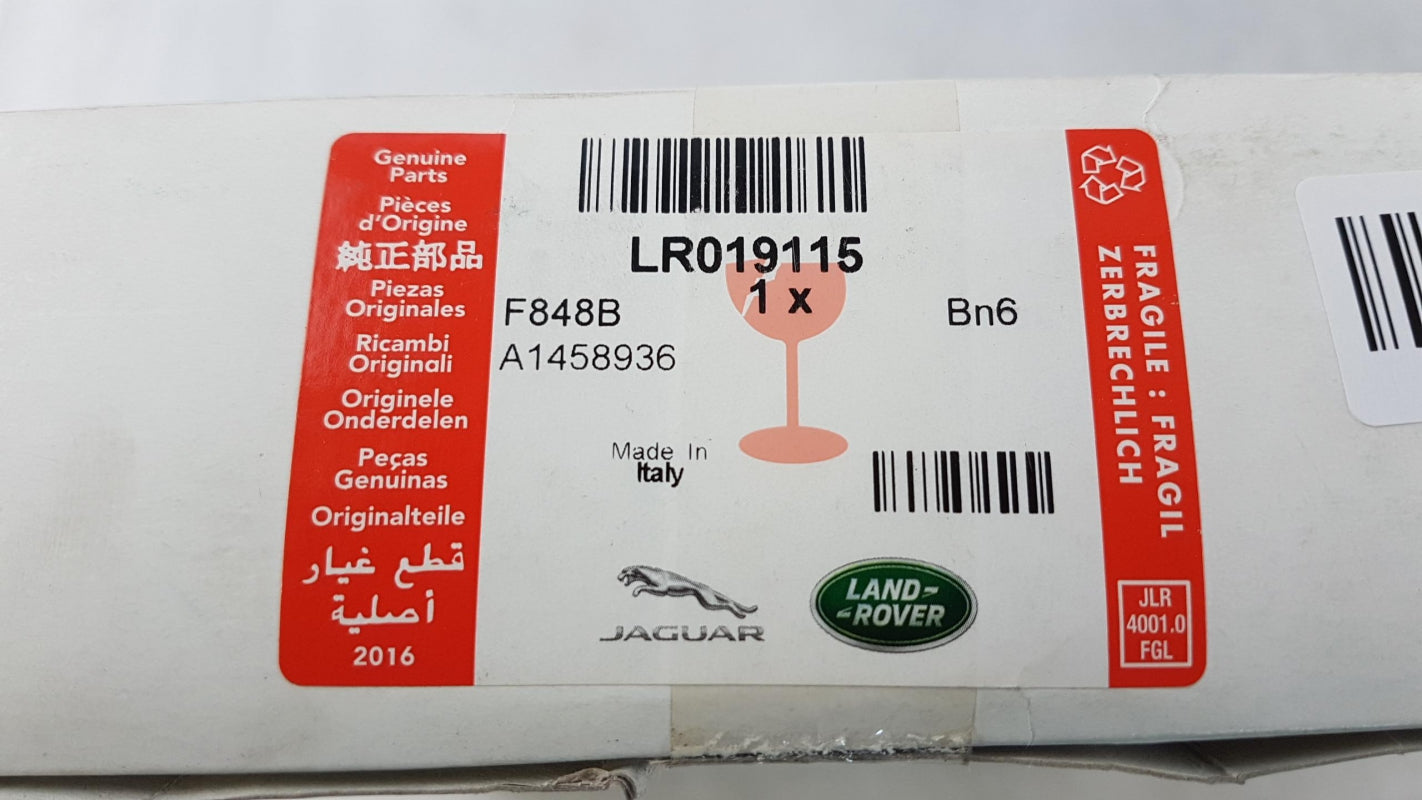 Genuine
Parts
Pièces
d'Origine
純正部品
Piezas
Originales
Ricambi
Originali
Originele
Onderdelen
Peças
Genuinas
Originalteile
قطع غيار
أصلية
2016
LR019115
1 x
F848B
Bn6
A1458936
Made In
Italy
JAGUAR
LAND-
-ROVER
FRAGILE : FRAGIL
ZERBRECHLICH
JLR
4001.0
FGL